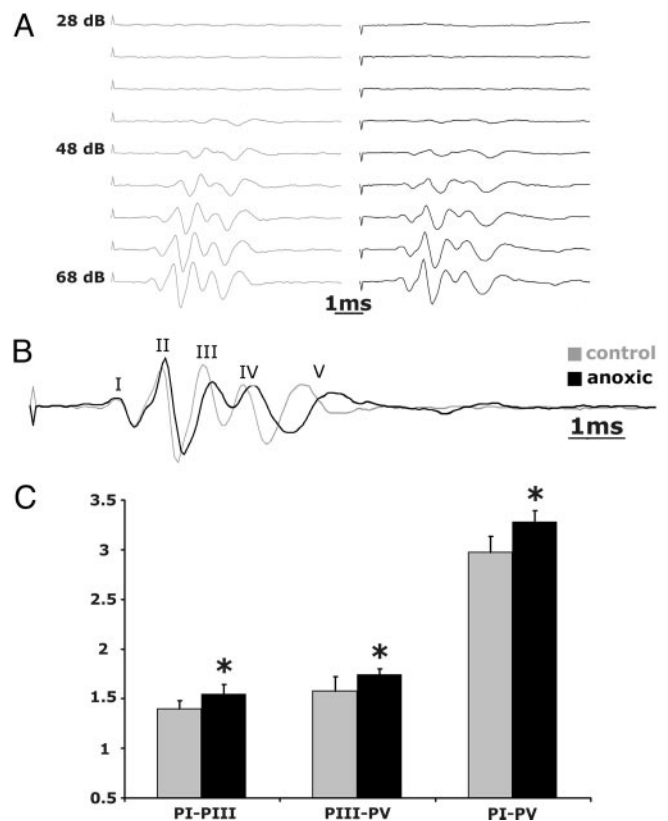 A
28 dB
48 dB
68 dB
1ms
B
I
II
III
IV
V
control
anoxic
1ms
C
3.5
3
2.5
2
1.5
1
0.5
*
*
*
PI-PIII
PIII-PV
PI-PV